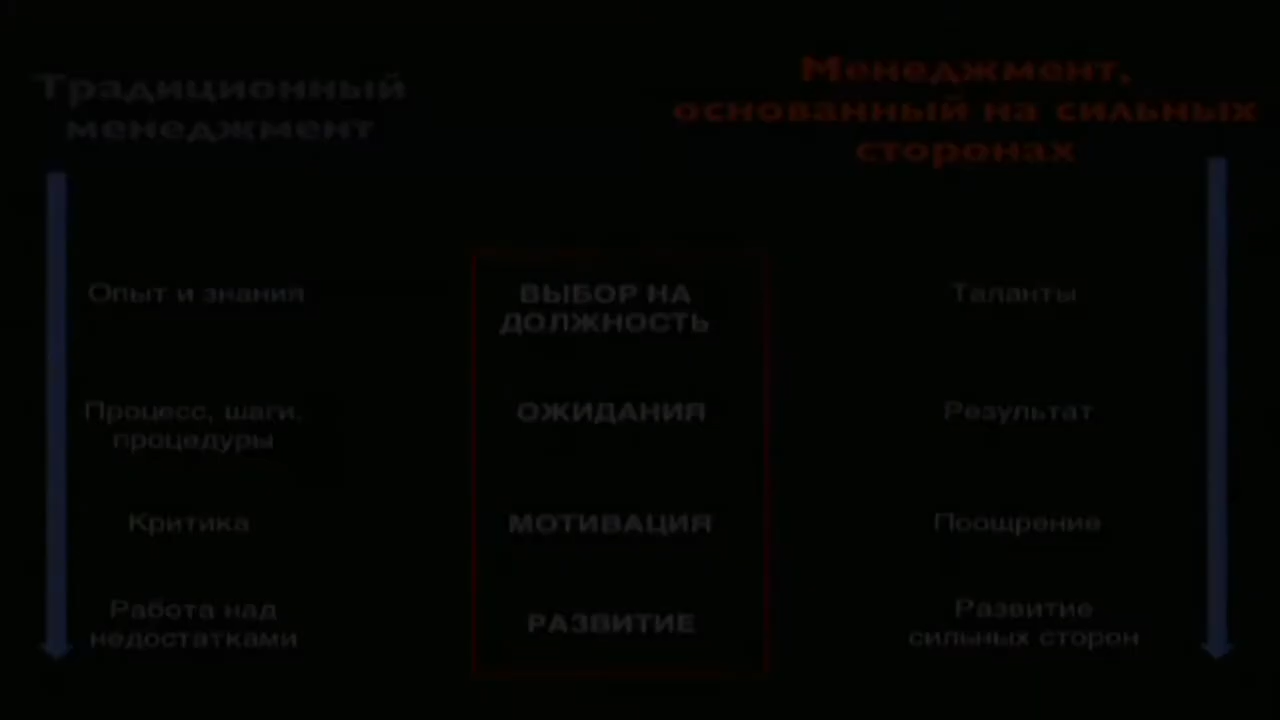 Традиционный
менеджмент
Менеджмент,
основанный на сильных
сторонах
Опыт и знания
ВЫБОР НА
ДОЛЖНОСТЬ
Таланты
Процесс, шаги,
процедуры
ОЖИДАНИЯ
Результат
Критика
МОТИВАЦИЯ
Поощрение
Работа над
недостатками
РАЗВИТИЕ
Развитие
сильных сторон